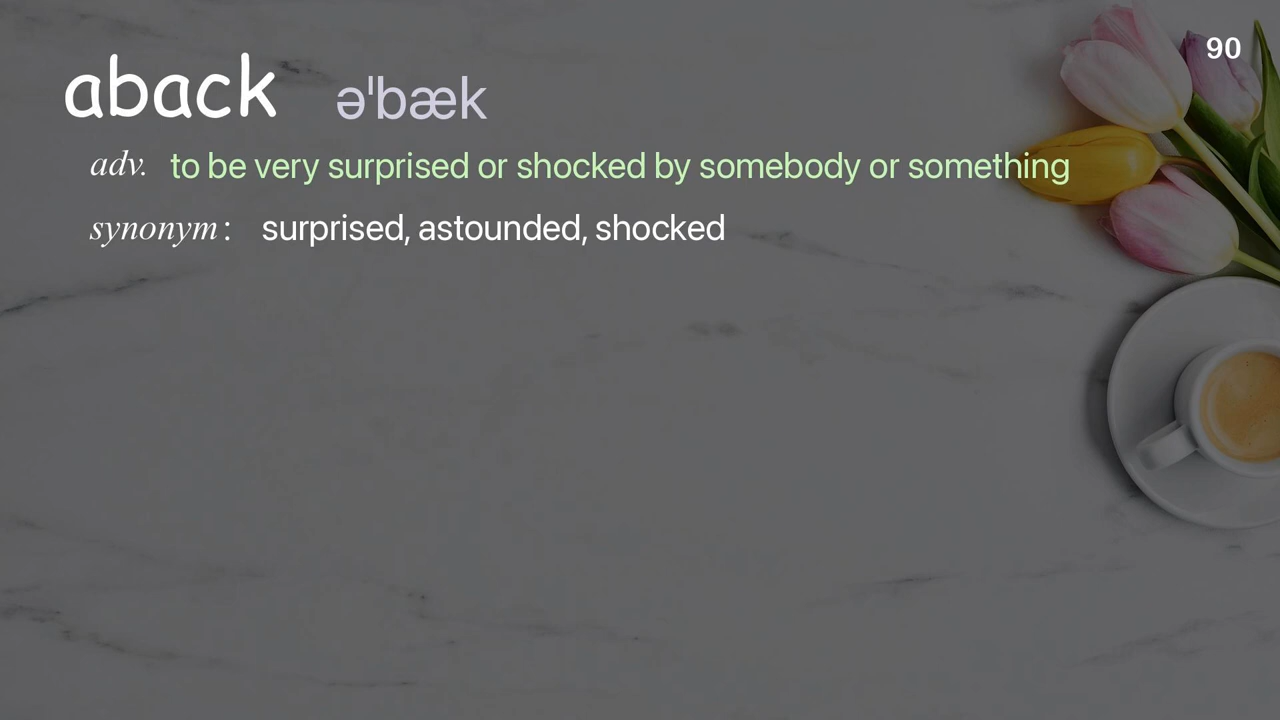 90
aback ə'bæk
adv. to be very surprised or shocked by somebody or something
synonym : surprised, astounded, shocked